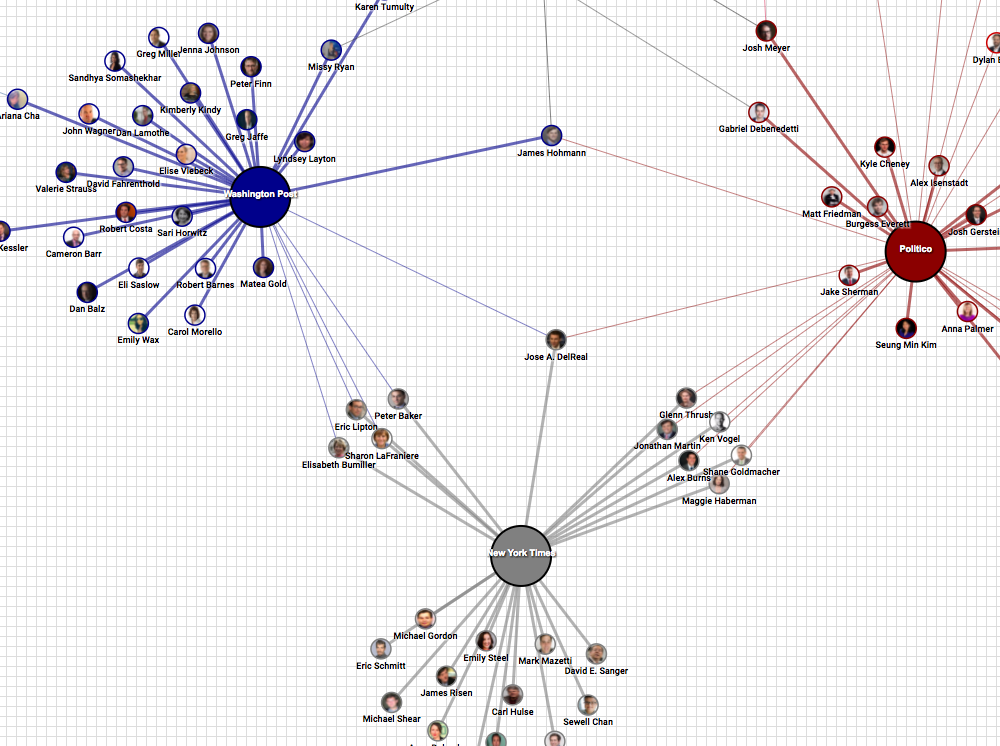 Karen Tumulty
Greg Miller
Jenna Johnson
Josh Meyer
Missy Ryan
Sandhya Somashekhar
Peter Finn
Kimberly Kindy
John Wagner
Dan Lamothe
Greg Jaffe
Gabriel Debenedetti
Lyndsey Layton
James Hohmann
Elise Viebeck
Kyle Cheney
Alex Isenstadt
David Fahrenthold
Valerie Strauss
Washington Pos
Matt Friedman
Burgess Everett
Robert Costa
Sari Horwitz
Josh Gerstei
Kessler
Cameron Barr
Politico
Eli Saslow
Robert Barnes
Matea Gold
Jake Sherman
Dan Balz
Carol Morello
Emily Wax
Anna Palmer
Seung Min Kim
Jose A. DelReal
Peter Baker
Glenn Thrush
Eric Lipton
Ken Vogel
Jonathan Martin
Sharon LaFraniere
Elisabeth Bumiller
Shane Goldmacher
Alex Burns
Maggie Haberman
New York Times
Michael Gordon
Emily Steel
Mark Mazetti
Eric Schmitt
David E. Sanger
James Risen
Carl Hulse
Michael Shear
Sewell Chan